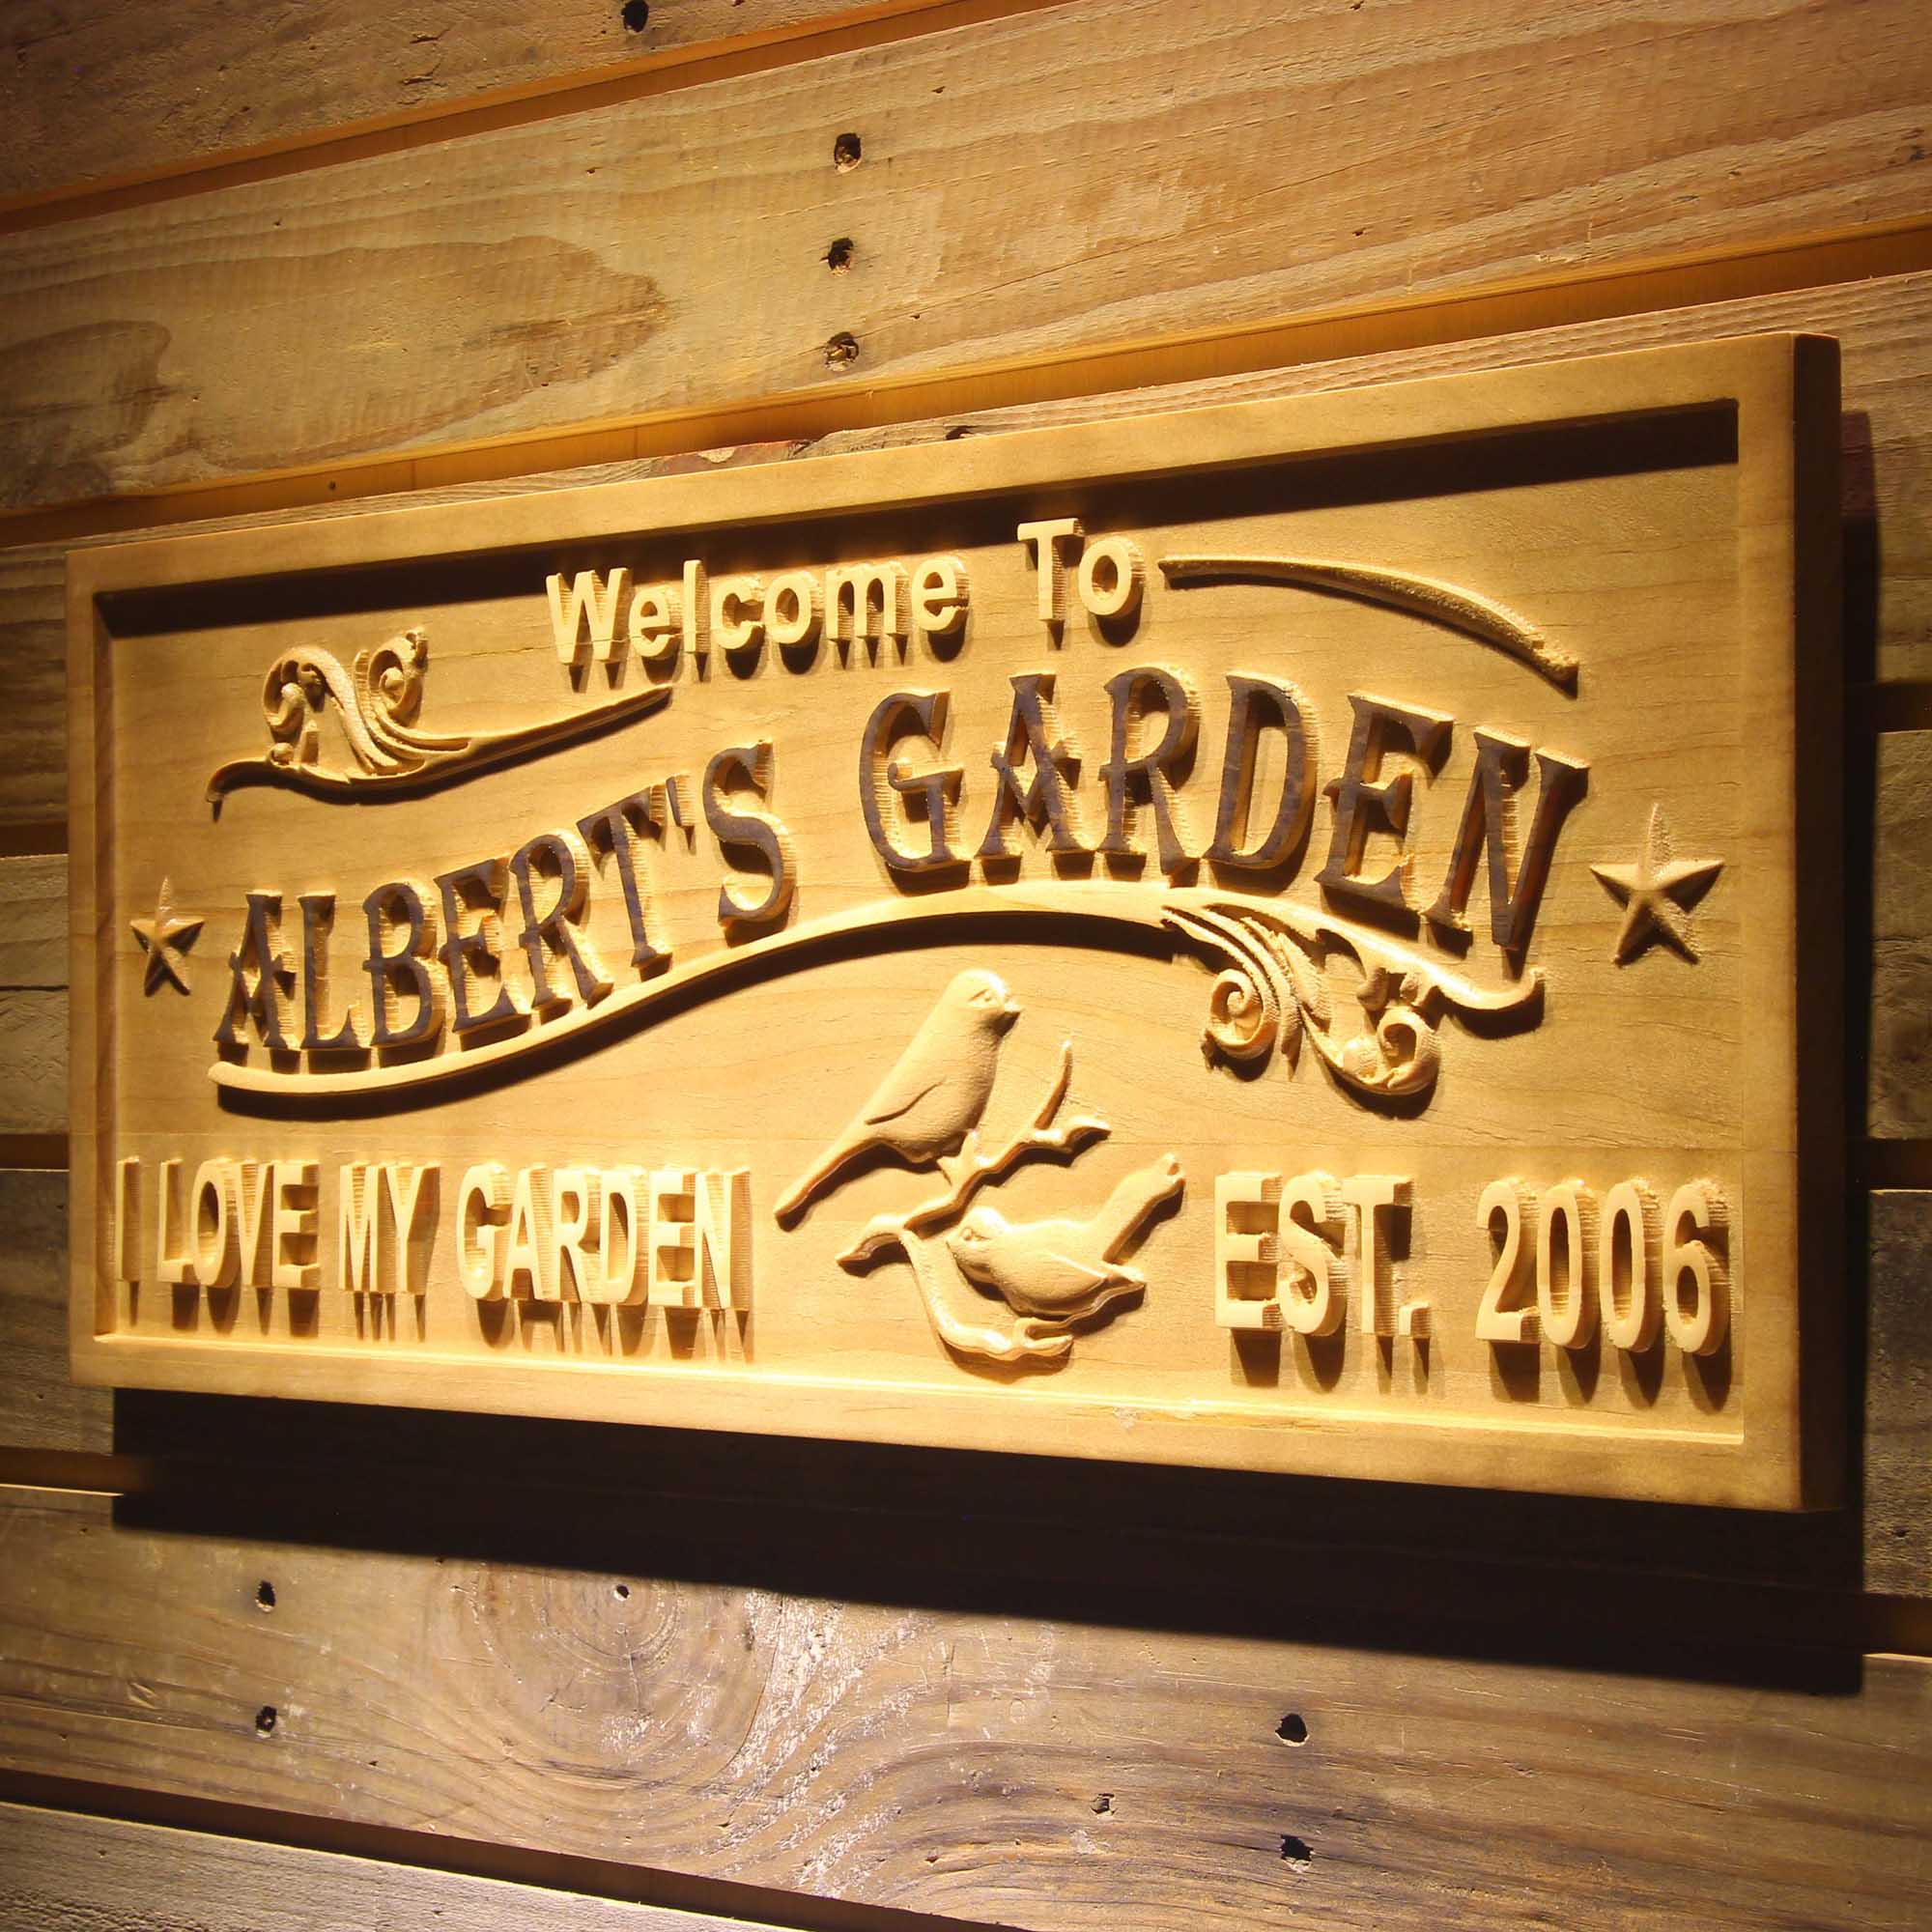 Welcome To
ALBERT'S GARDEN
I LOVE MY GARDEN EST. 2006